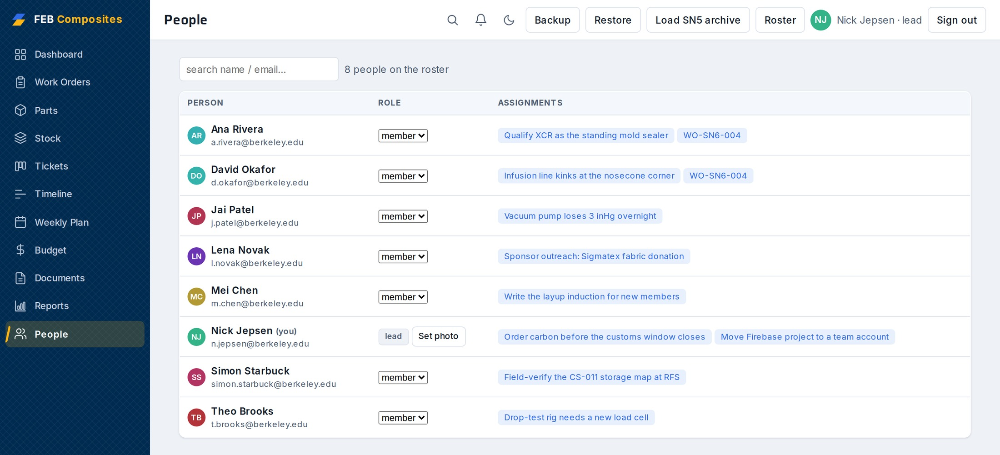 FEB Composites
Dashboard
Work Orders
Parts
Stock
Tickets
Timeline
Weekly Plan
Budget
Documents
Reports
People
People
Backup
Restore
Load SN5 archive
Roster
NJ
Nick Jepsen · lead
Sign out
search name / email...
8 people on the roster
PERSON ROLE ASSIGNMENTS
AR
Ana Rivera
a.rivera@berkeley.edu
member
Qualify XCR as the standing mold sealer
WO-SN6-004
DO
David Okafor
d.okafor@berkeley.edu
member
Infusion line kinks at the nosecone corner
WO-SN6-004
JP
Jai Patel
j.patel@berkeley.edu
member
Vacuum pump loses 3 inHg overnight
LN
Lena Novak
l.novak@berkeley.edu
member
Sponsor outreach: Sigmatex fabric donation
MC
Mei Chen
m.chen@berkeley.edu
member
Write the layup induction for new members
NJ
Nick Jepsen (you)
n.jepsen@berkeley.edu
lead
Set photo
Order carbon before the customs window closes
Move Firebase project to a team account
SS
Simon Starbuck
simon.starbuck@berkeley.edu
member
Field-verify the CS-011 storage map at RFS
TB
Theo Brooks
t.brooks@berkeley.edu
member
Drop-test rig needs a new load cell